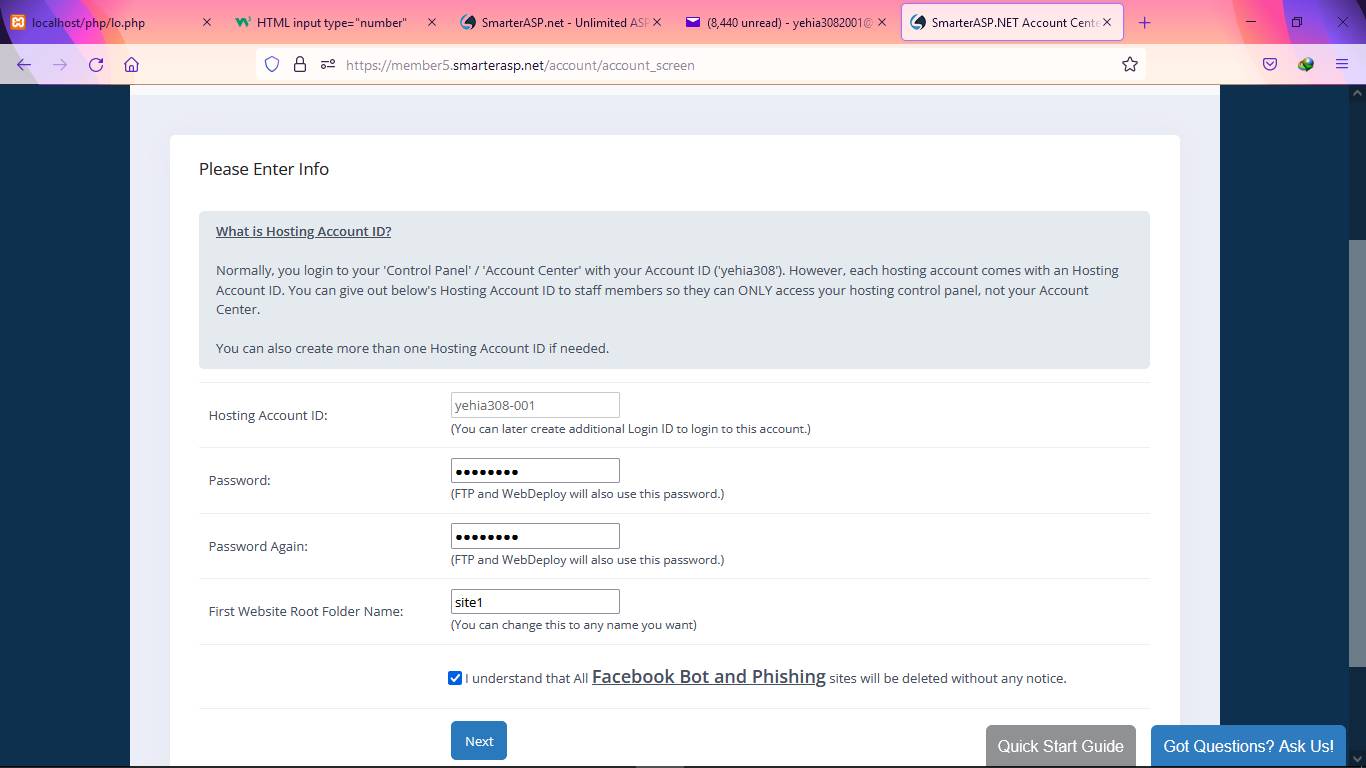 localhost/php/lo.php
HTML input type="number"
SmarterASP.net - Unlimited ASP
(8,440 unread) - yehia3082001@
SmarterASP.NET Account Cente
https://member5.smarterasp.net/account/account_screen
Please Enter Info
What is Hosting Account ID?
Normally, you login to your 'Control Panel' / 'Account Center' with your Account ID ('yehia308'). However, each hosting account comes with an Hosting
Account ID. You can give out below's Hosting Account ID to staff members so they can ONLY access your hosting control panel, not your Account
Center.
You can also create more than one Hosting Account ID if needed.
Hosting Account ID:
yehia308-001
(You can later create additional Login ID to login to this account.)
Password:
(FTP and WebDeploy will also use this password.)
Password Again:
(FTP and WebDeploy will also use this password.)
First Website Root Folder Name:
site1
(You can change this to any name you want)
I understand that All Facebook Bot and Phishing sites will be deleted without any notice.
Next
Quick Start Guide
Got Questions? Ask Us!